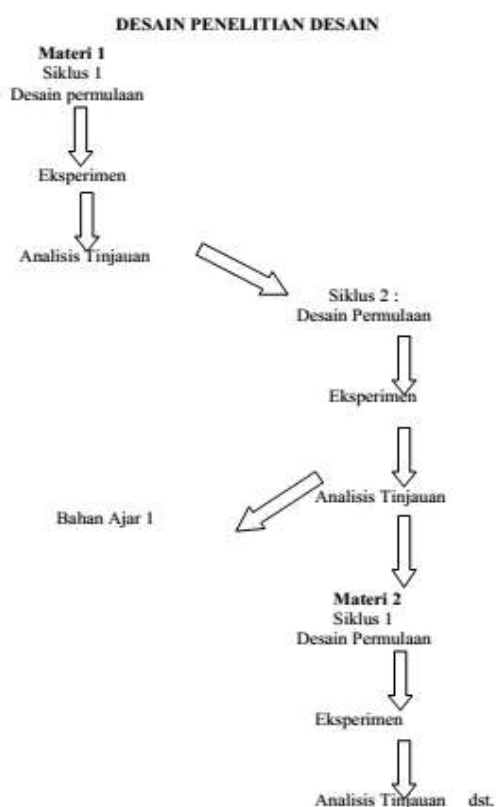 DESAIN PENELITIAN DESAIN
Materi 1
Siklus 1
Desain permulaan
Eksperimen
Analisis Tinjauan
Siklus 2 :
Desain Permulaan
Eksperimen
Analisis Tinjauan
Bahan Ajar 1
Materi 2
Siklus 1
Desain Permulaan
Eksperimen
Analisis Tinjauan dst.